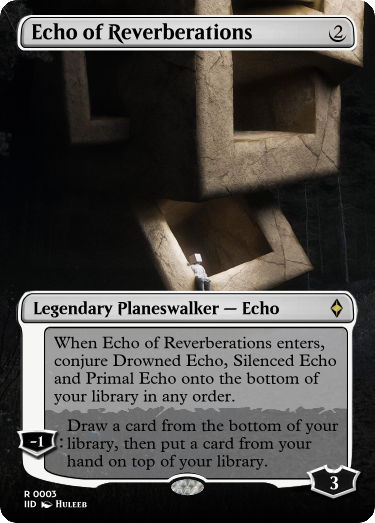 Echo of Reverberations 2
Legendary Planeswalker — Echo
When Echo of Reverberations enters,
conjure Drowned Echo, Silenced Echo
and Primal Echo onto the bottom of
your library in any order.
-1: Draw a card from the bottom of your
library, then put a card from your
hand on top of your library.
3
R 0003
IID Huleeb